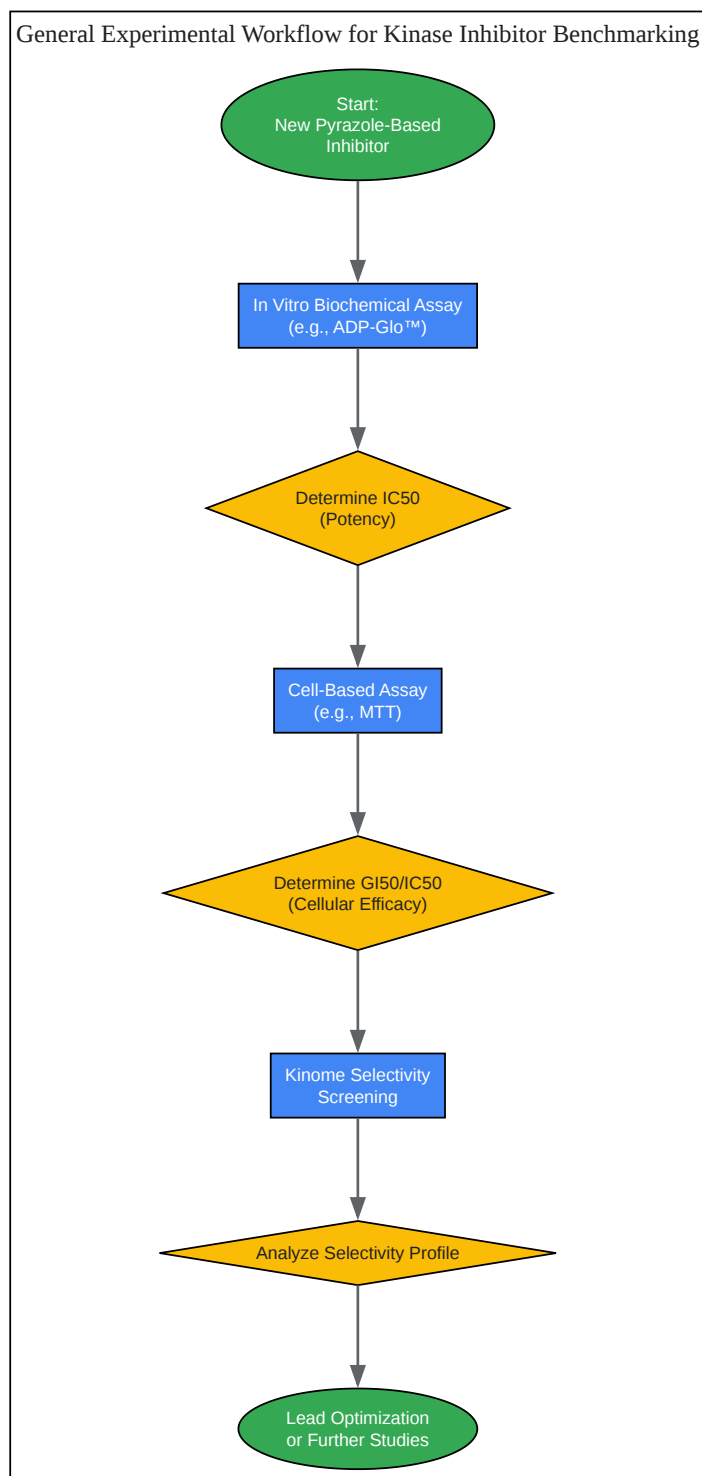 General Experimental Workflow for Kinase Inhibitor Benchmarking
Start:
New Pyrazole-Based
Inhibitor
In Vitro Biochemical Assay
(e.g., ADP-Glo™)
Determine IC50
(Potency)
Cell-Based Assay
(e.g., MTT)
Determine GI50/IC50
(Cellular Efficacy)
Kinome Selectivity
Screening
Analyze Selectivity Profile
Lead Optimization
or Further Studies